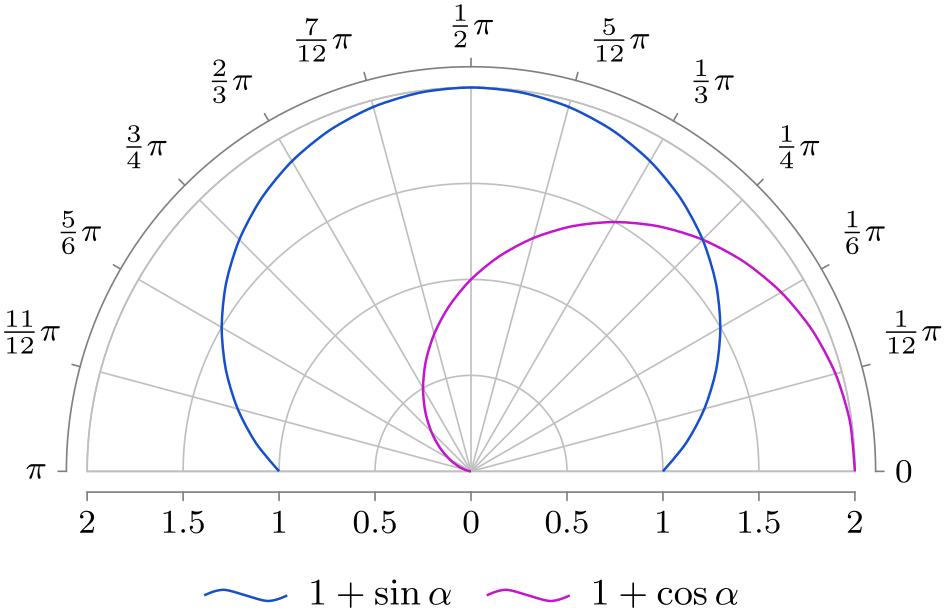 1/2 π
7/12 π
5/12 π
2/3 π
1/3 π
3/4 π
1/4 π
5/6 π
1/6 π
11/12 π
1/12 π
π
0
2 1.5 1 0.5 0 0.5 1 1.5 2
1 + sin α 1 + cos α